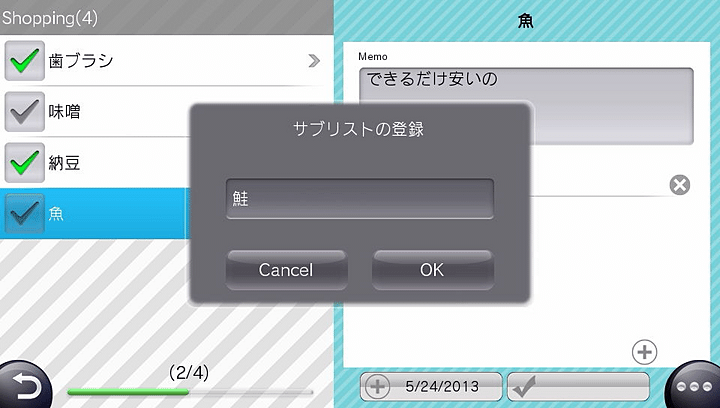 Shopping(4)
歯ブラシ
味噌
納豆
魚
(2/4)
魚
Memo
できるだけ安いの
サブリストの登録
鮭
Cancel
OK
5/24/2013